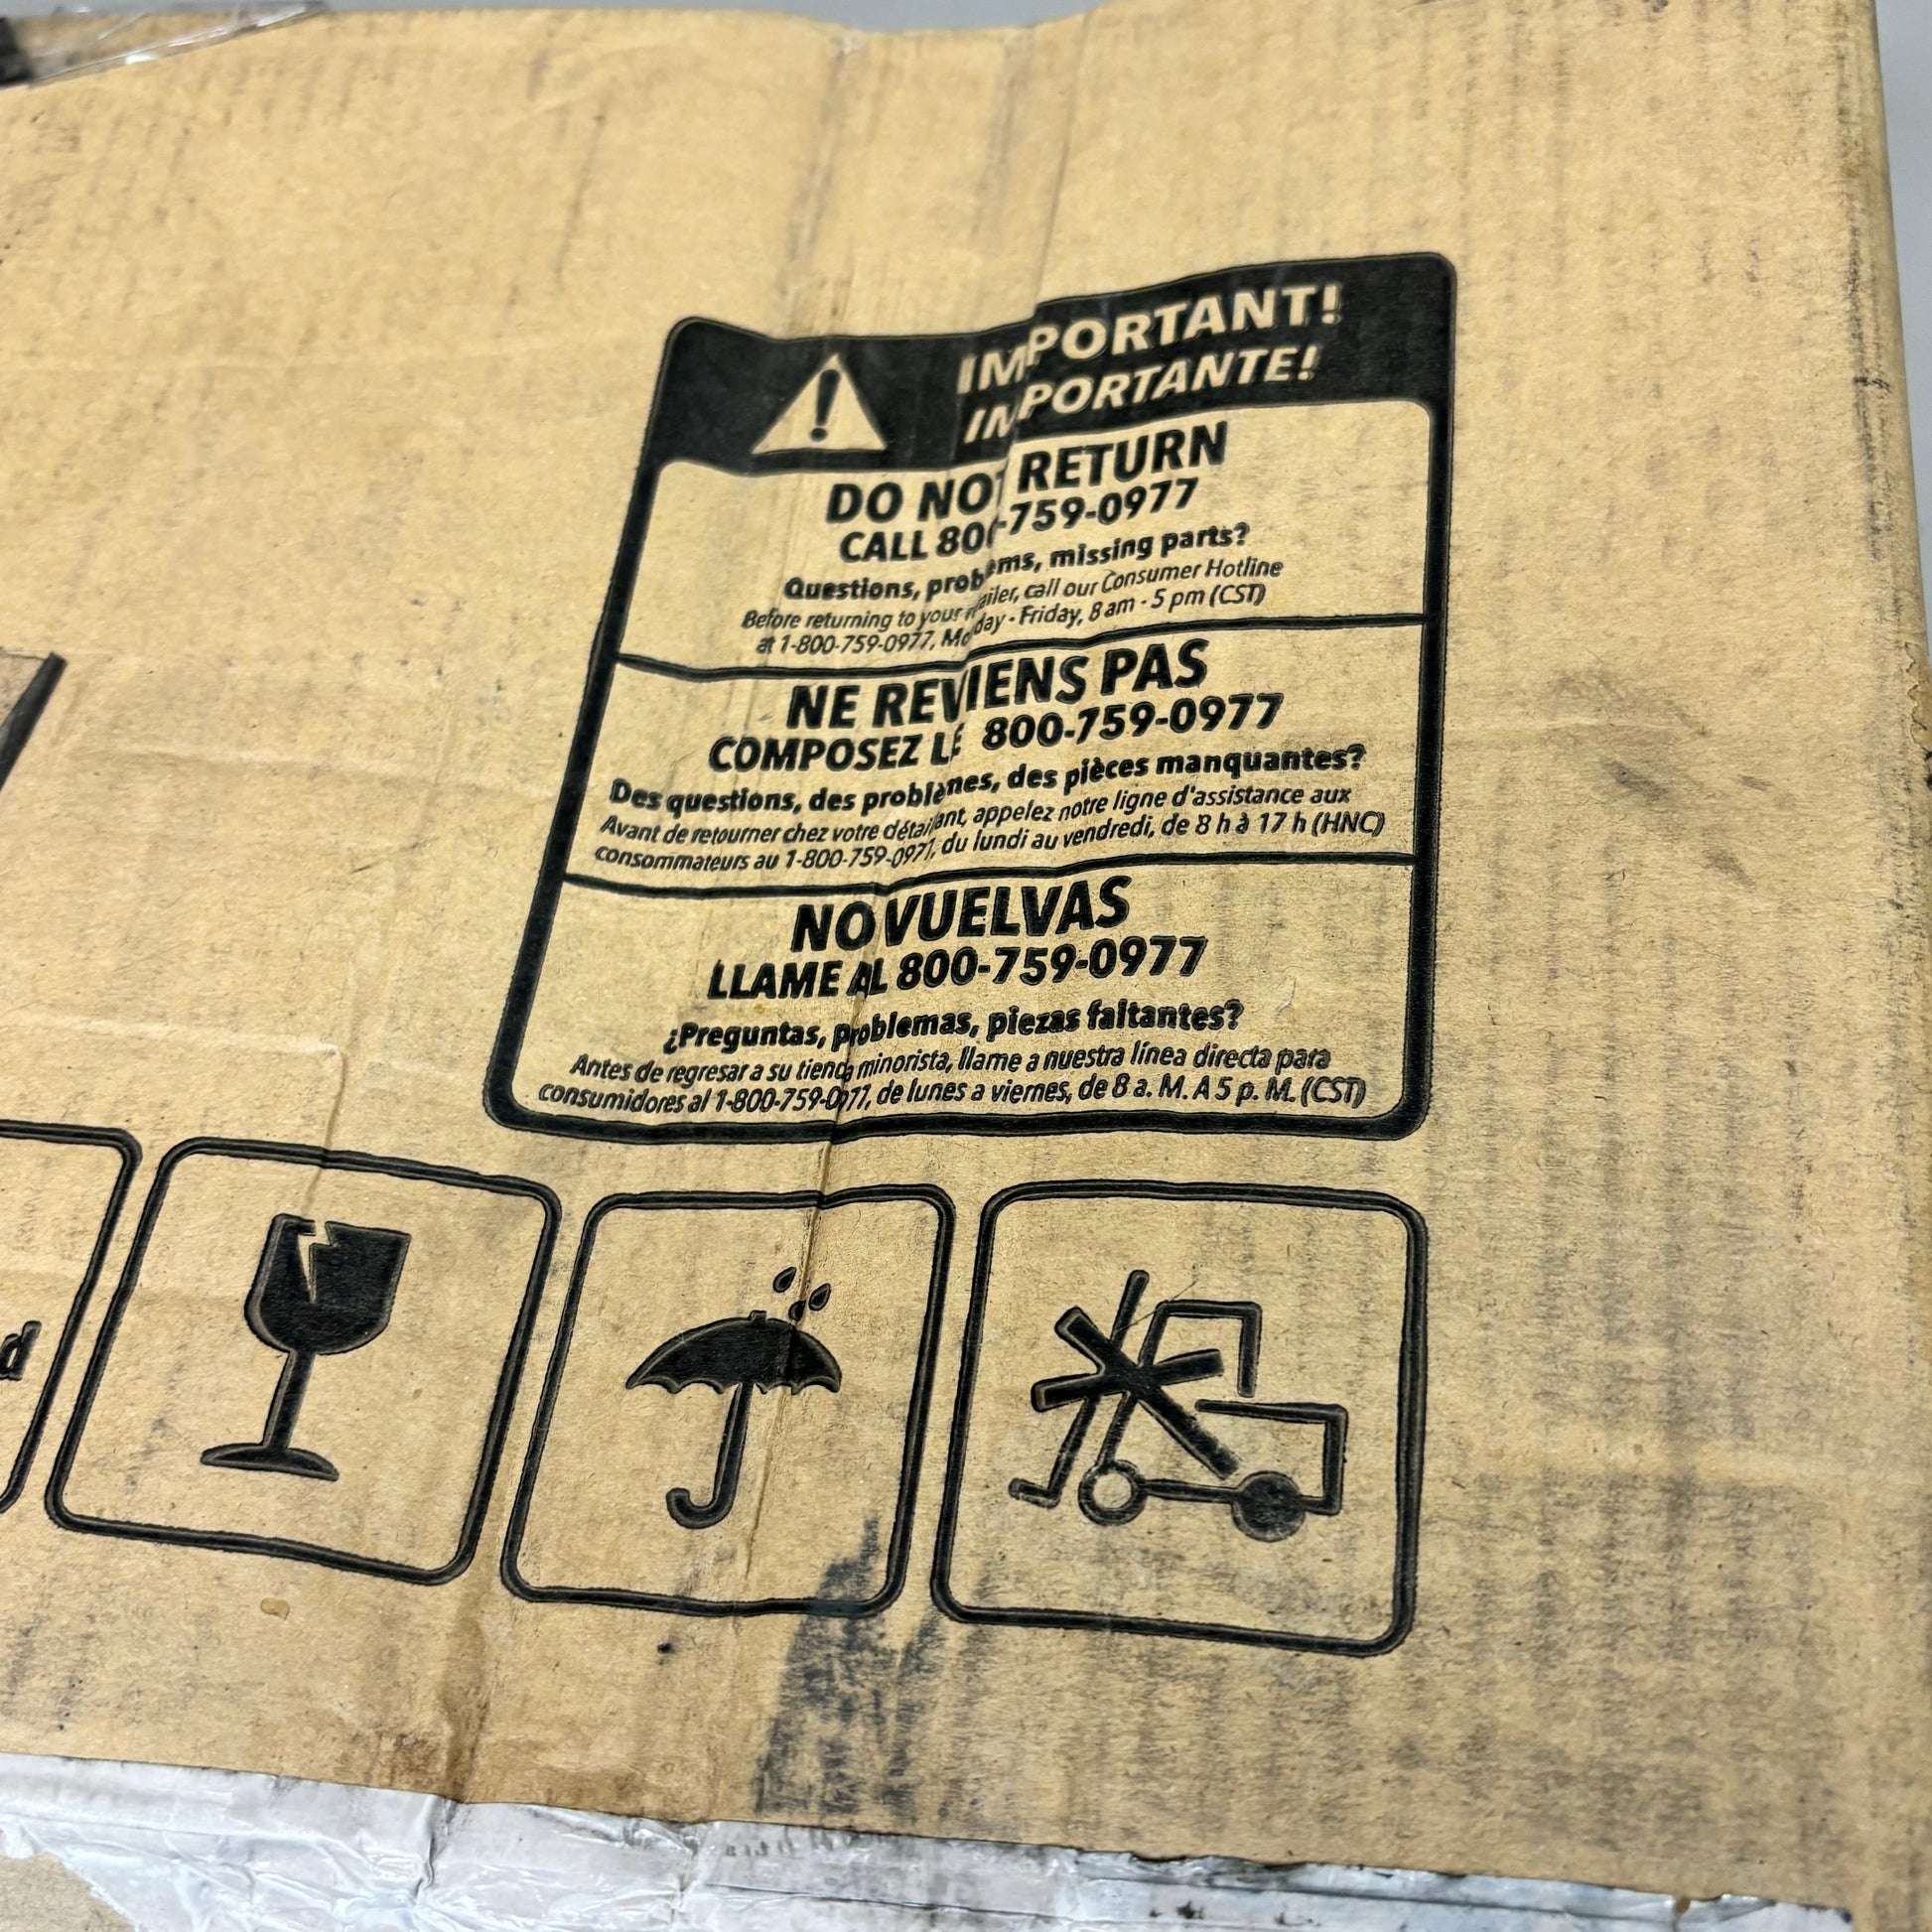 IMPORTANT!
IMPORTANTE!
DO NOT RETURN
CALL 800-759-0977
Questions, problems, missing parts?
Before returning to your retailer, call our Consumer Hotline
at 1-800-759-0977, Monday - Friday, 8 am - 5 pm (CST)
NE REVIENS PAS
COMPOSEZ LE 800-759-0977
Des questions, des problèmes, des pièces manquantes?
Avant de retourner chez votre détaillant, appelez notre ligne d'assistance aux
consommateurs au 1-800-759-0977, du lundi au vendredi, de 8 h à 17 h (HNC)
NO VUELVAS
LLAME AL 800-759-0977
¿Preguntas, problemas, piezas faltantes?
Antes de regresar a su tienda minorista, llame a nuestra línea directa para
consumidores al 1-800-759-0977, de lunes a viernes, de 8 a. M. A 5 p. M. (CST)
d